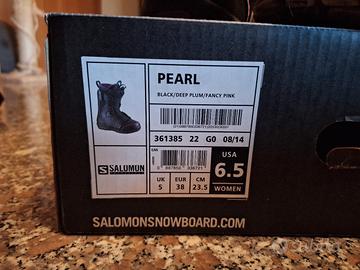 PEARL
BLACK/DEEP PLUM/FANCY PINK
361385 22 G0 08/14
SALOMON
USA
6.5
WOMEN
UK EUR CM
5 38 23.5
SALOMONSNOWBOARD.COM